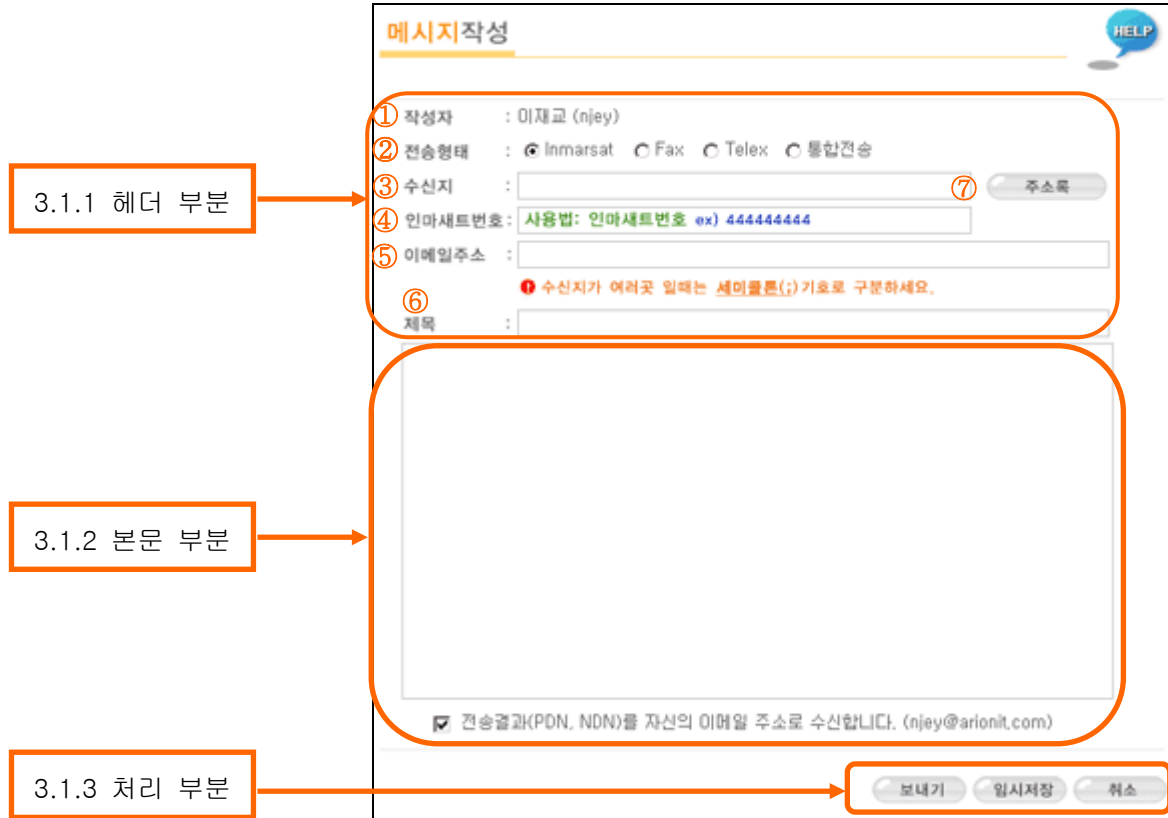 메시지작성
HELP
① 작성자 : 이재교 (njey)
② 전송형태 : Inmarsat Fax Telex 통합전송
3.1.1 헤더 부분
③ 수신지 : ⑦ 주소록
④ 인마새트번호 : 사용법: 인마새트번호 ex) 444444444
⑤ 이메일주소 :
수신지가 여러곳 일때는 세미콜론(;)기호로 구분하세요.
⑥
제목 :
3.1.2 본문 부분
전송결과(PDN, NDN)를 자신의 이메일 주소로 수신합니다. (njey@arionit.com)
3.1.3 처리 부분
보내기 임시저장 취소